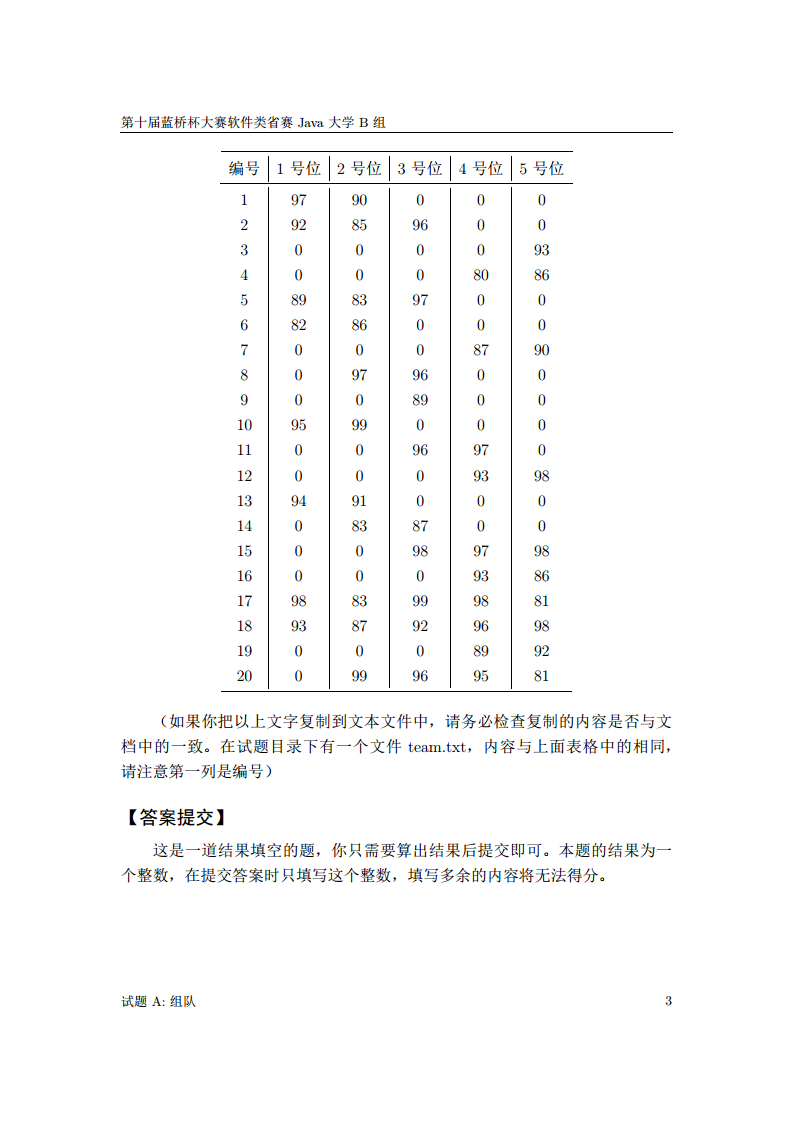 第十届蓝桥杯大赛软件类省赛 Java 大学 B 组
编号 1 号位 2 号位 3 号位 4 号位 5 号位
1 97 90 0 0 0
2 92 85 96 0 0
3 0 0 0 0 93
4 0 0 0 80 86
5 89 83 97 0 0
6 82 86 0 0 0
7 0 0 0 87 90
8 0 97 96 0 0
9 0 0 89 0 0
10 95 99 0 0 0
11 0 0 96 97 0
12 0 0 0 93 98
13 94 91 0 0 0
14 0 83 87 0 0
15 0 0 98 97 98
16 0 0 0 93 86
17 98 83 99 98 81
18 93 87 92 96 98
19 0 0 0 89 92
20 0 99 96 95 81
（如果你把以上文字复制到文本文件中，请务必检查复制的内容是否与文
档中的一致。在试题目录下有一个文件 team.txt，内容与上面表格中的相同，
请注意第一列是编号）
【答案提交】
这是一道结果填空的题，你只需要算出结果后提交即可。本题的结果为一
个整数，在提交答案时只填写这个整数，填写多余的内容将无法得分。
试题 A: 组队 3